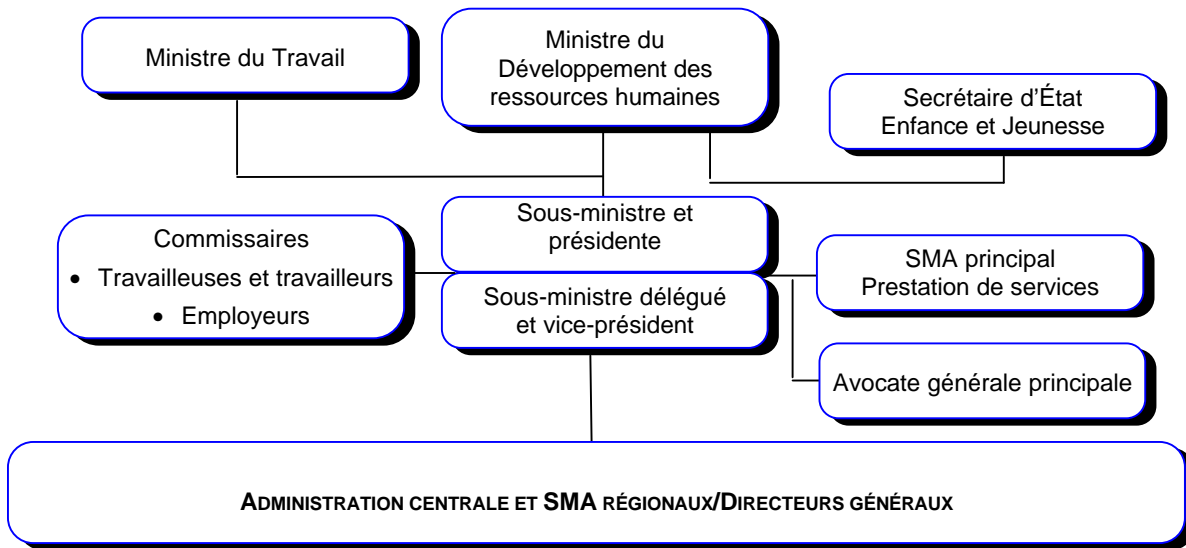 Ministre du Travail
Ministre du
Développement des
ressources humaines
Secrétaire d’État
Enfance et Jeunesse
Sous-ministre et
présidente
Commissaires
• Travailleuses et travailleurs
• Employeurs
Sous-ministre délégué
et vice-président
SMA principal
Prestation de services
Avocate générale principale
ADMINISTRATION CENTRALE ET SMA RÉGIONAUX/DIRECTEURS GÉNÉRAUX